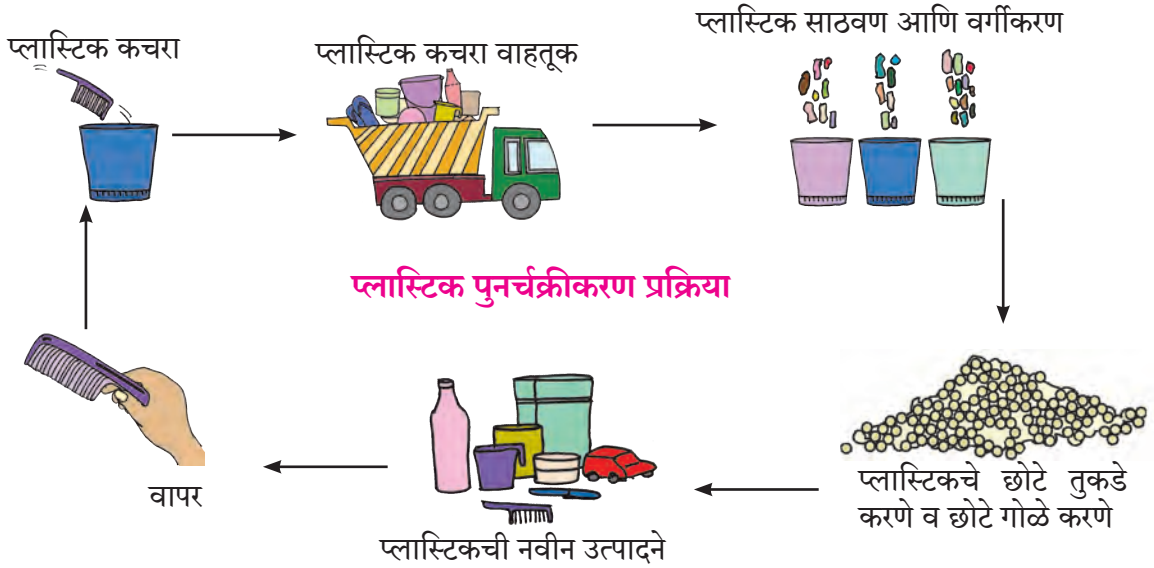 प्लास्टिक कचरा
प्लास्टिक कचरा वाहतूक
प्लास्टिक साठवण आणि वर्गीकरण
प्लास्टिक पुनर्चक्रीकरण प्रक्रिया
प्लास्टिकचे छोटे तुकडे
करणे व छोटे गोळे करणे
प्लास्टिकची नवीन उत्पादने
वापर